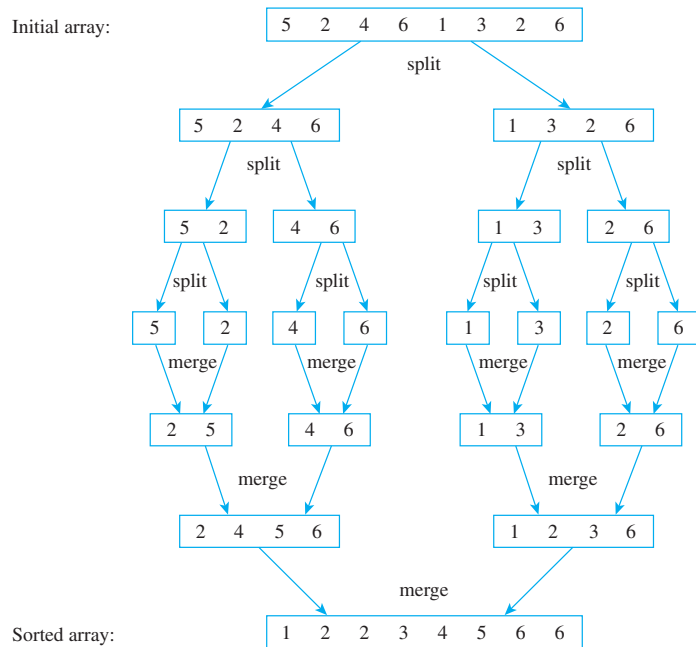 Initial array: 5 2 4 6 1 3 2 6
split
5 2 4 6 1 3 2 6
split split
5 2 4 6 1 3 2 6
split split split split
5 2 4 6 1 3 2 6
merge merge merge merge
2 5 4 6 1 3 2 6
merge merge
2 4 5 6 1 2 3 6
merge
Sorted array: 1 2 2 3 4 5 6 6